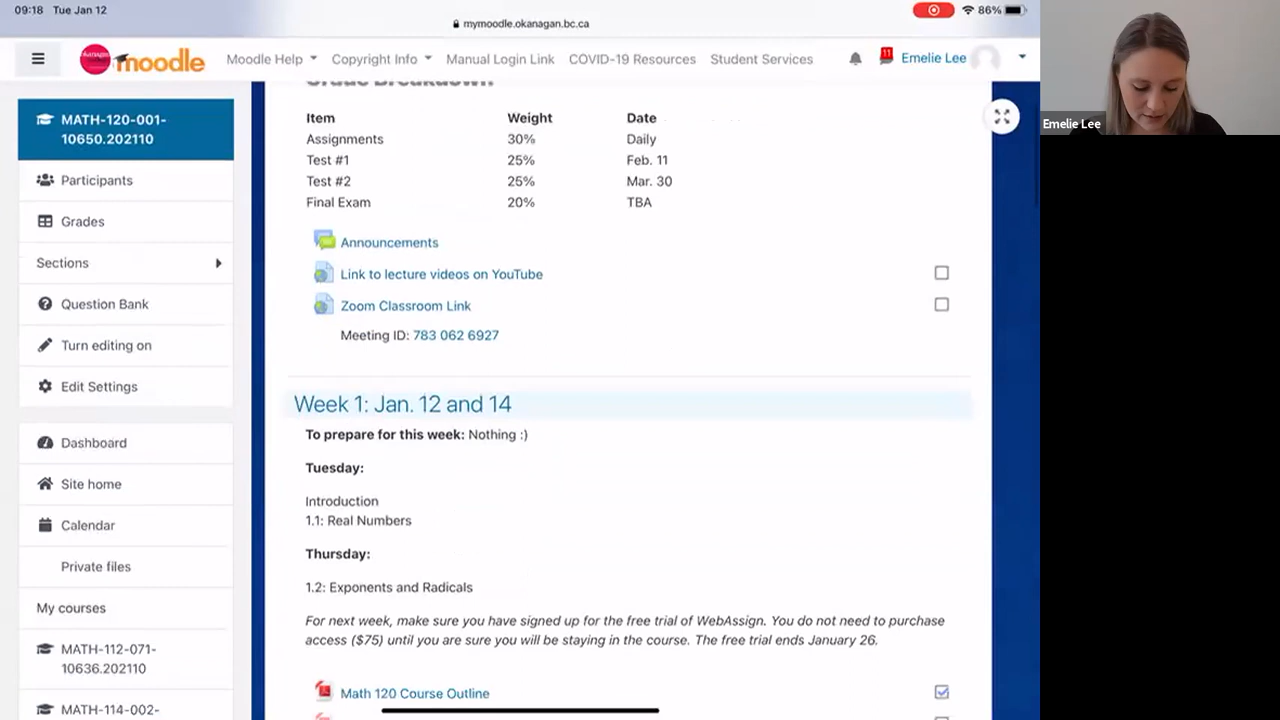 09:18 Tue Jan 12
mymoodle.okanagan.bc.ca
86%
okanagan
moodle
Moodle Help
Copyright Info
Manual Login Link
COVID-19 Resources
Student Services
11
Emelie Lee
MATH-120-001-
10650.202110
Participants
Grades
Sections
Question Bank
Turn editing on
Edit Settings
Dashboard
Site home
Calendar
Private files
My courses
MATH-112-071-
10636.202110
MATH-114-002-
Grade Breakdown
Item Weight Date
Assignments 30% Daily
Test #1 25% Feb. 11
Test #2 25% Mar. 30
Final Exam 20% TBA
Announcements
Link to lecture videos on YouTube
Zoom Classroom Link
Meeting ID: 783 062 6927
Week 1: Jan. 12 and 14
To prepare for this week: Nothing :)
Tuesday:
Introduction
1.1: Real Numbers
Thursday:
1.2: Exponents and Radicals
For next week, make sure you have signed up for the free trial of WebAssign. You do not need to purchase
access ($75) until you are sure you will be staying in the course. The free trial ends January 26.
Math 120 Course Outline
Emelie Lee